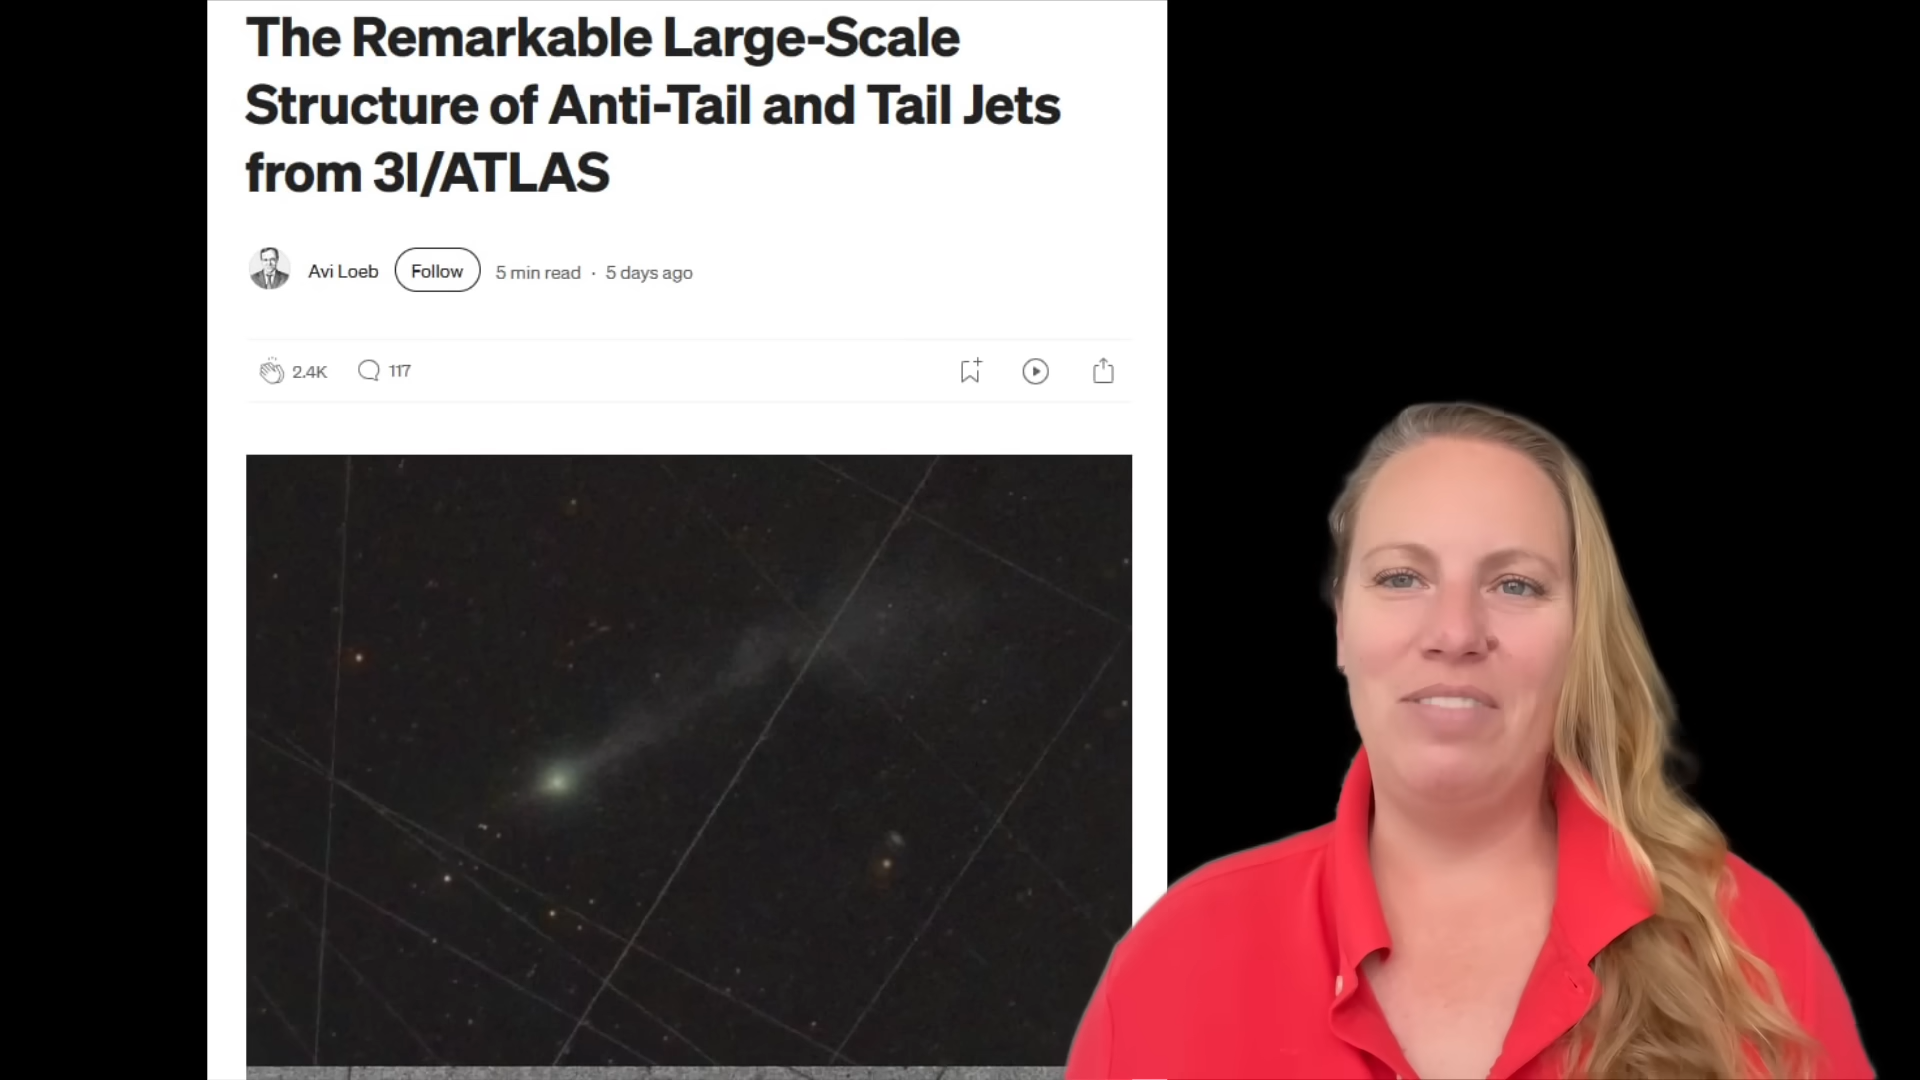 The Remarkable Large-Scale
Structure of Anti-Tail and Tail Jets
from 3I/ATLAS
Avi Loeb Follow 5 min read · 5 days ago
2.4K 117